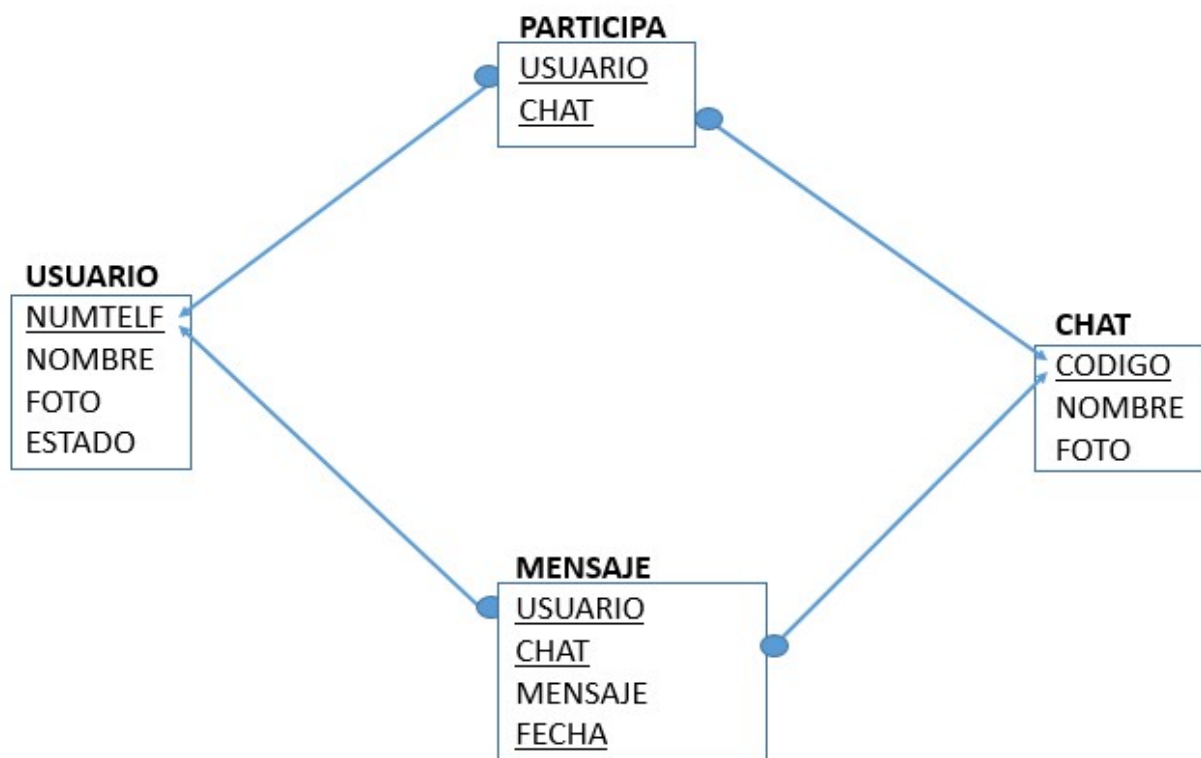 PARTICIPA
USUARIO
CHAT
USUARIO
NUMTELF
NOMBRE
FOTO
ESTADO
CHAT
CODIGO
NOMBRE
FOTO
MENSAJE
USUARIO
CHAT
MENSAJE
FECHA